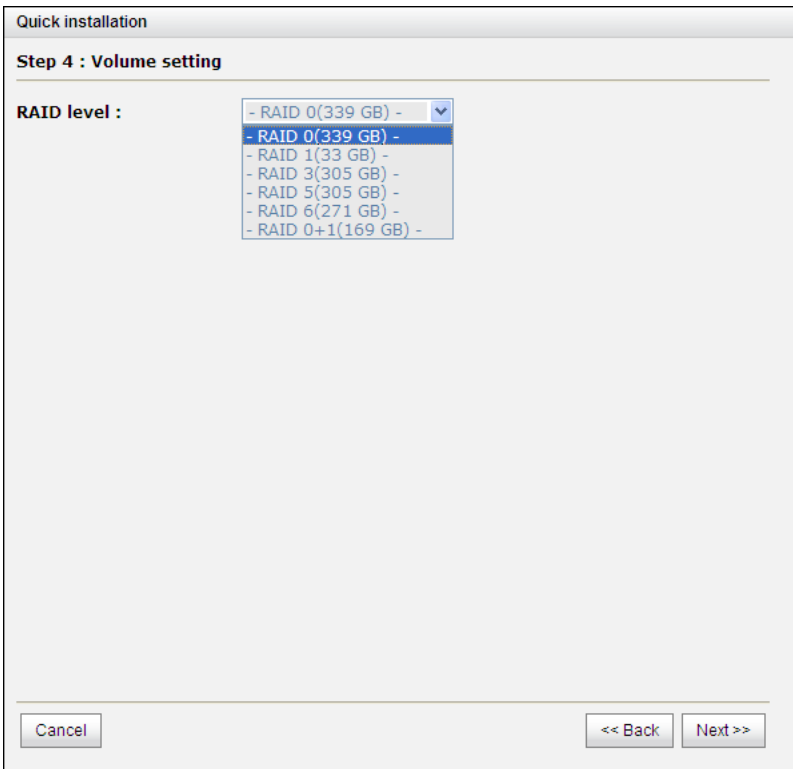 Quick installation
Step 4 : Volume setting
RAID level :
- RAID 0(339 GB) -
- RAID 0(339 GB) -
- RAID 1(33 GB) -
- RAID 3(305 GB) -
- RAID 5(305 GB) -
- RAID 6(271 GB) -
- RAID 0+1(169 GB) -
Cancel
<< Back
Next >>